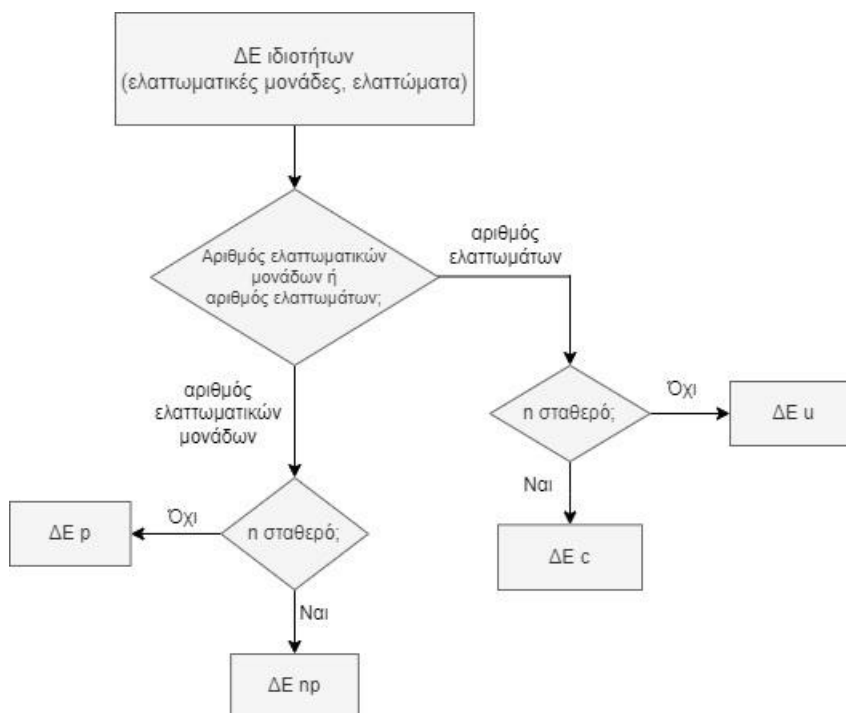 ΔΕ ιδιοτήτων
(ελαττωματικές μονάδες, ελαττώματα)
Αριθμός ελαττωματικών
μονάδων ή
αριθμός ελαττωμάτων;
αριθμός
ελαττωμάτων
αριθμός
ελαττωματικών
μονάδων
n σταθερό;
Όχι
ΔΕ u
Ναι
ΔΕ c
ΔΕ p
Όχι
n σταθερό;
Ναι
ΔΕ np